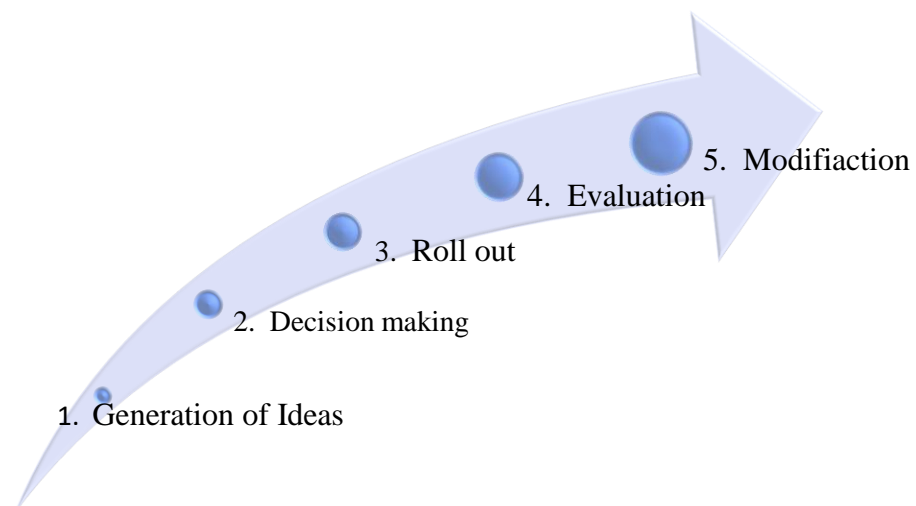 1. Generation of Ideas
2. Decision making
3. Roll out
4. Evaluation
5. Modifiaction